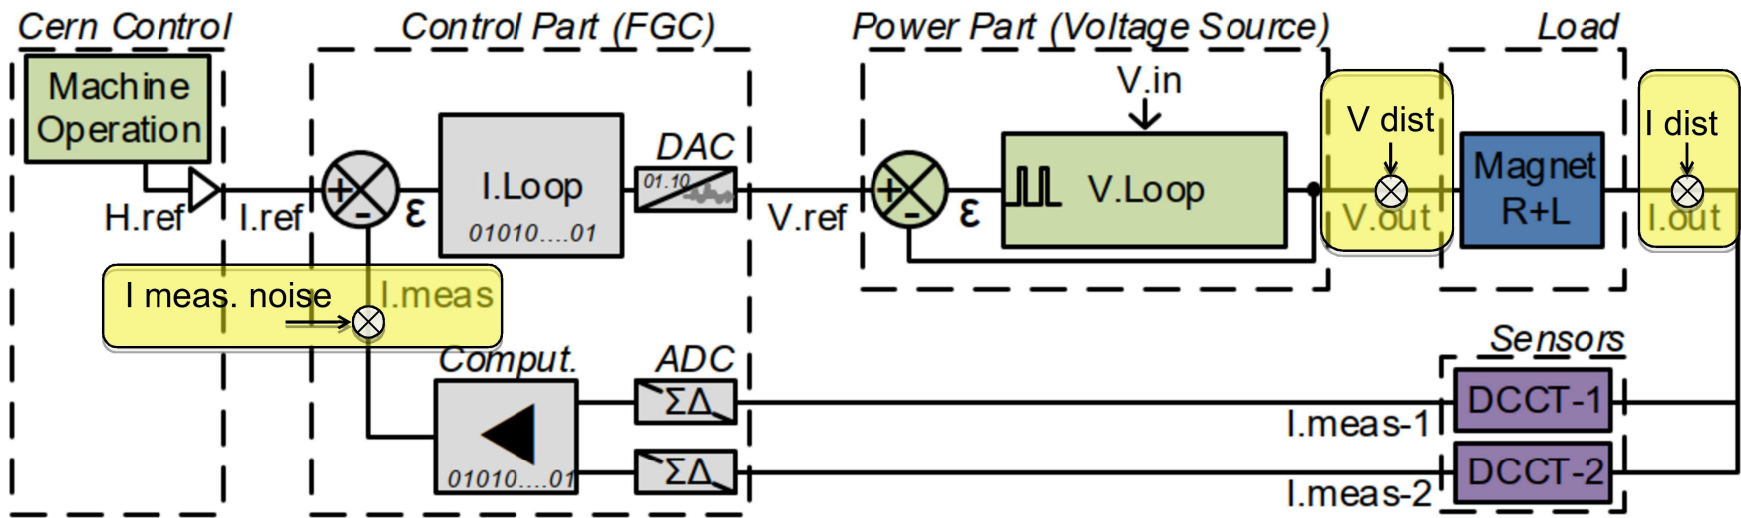 Cern Control
Control Part (FGC)
Power Part (Voltage Source)
Load
Machine
Operation
H.ref
I.ref
+
-
ε
I.Loop
01010....01
DAC
01.10
V.ref
+
-
ε
V.in
V.Loop
V dist
V.out
Magnet
R+L
I dist
I.out
I meas. noise
I.meas
Comput.
01010....01
ADC
ΣΔ
ΣΔ
I.meas-1
I.meas-2
Sensors
DCCT-1
DCCT-2